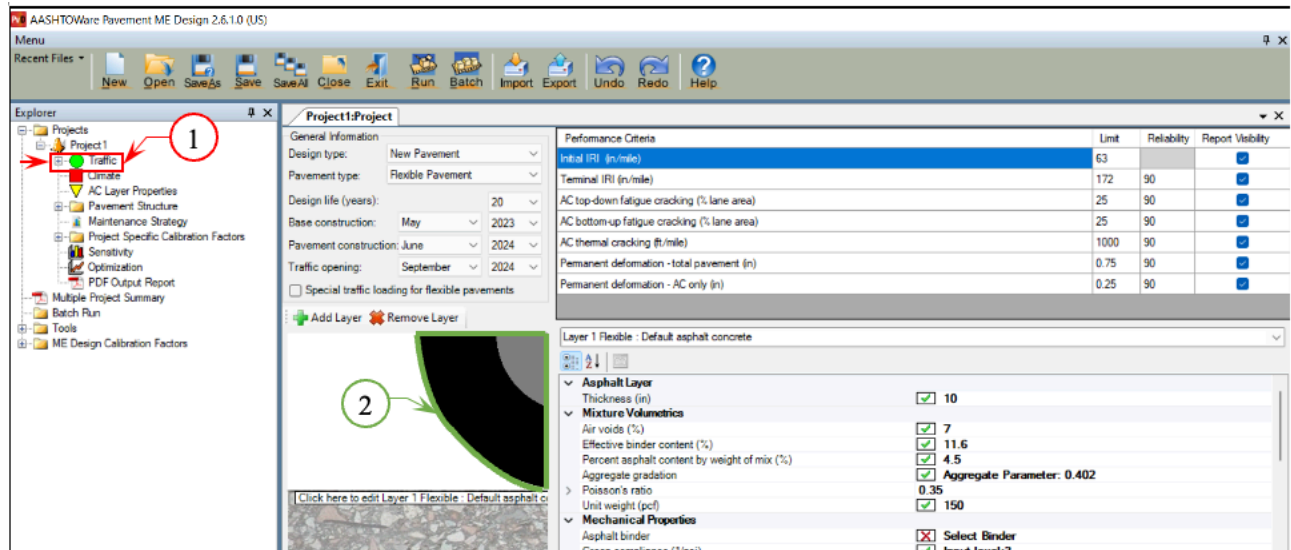 AASHTOWare Pavement ME Design 2.6.1.0 (US)
Menu
Recent Files
New Open SaveAs Save SaveAll Close Exit Run Batch Import Export Undo Redo Help
Explorer
Projects
Project1
Traffic
Climate
AC Layer Properties
Pavement Structure
Maintenance Strategy
Project Specific Calibration Factors
Sensitivity
Optimization
PDF Output Report
Multiple Project Summary
Batch Run
Tools
ME Design Calibration Factors
1
Project1:Project
General Information
Design type: New Pavement
Pavement type: Flexible Pavement
Design life (years): 20
Base construction: May 2023
Pavement construction: June 2024
Traffic opening: September 2024
Special traffic loading for flexible pavements
Add Layer Remove Layer
2
Click here to edit Layer 1 Flexible : Default asphalt
Performance Criteria Limit Reliability Report Visibility
Initial IRI (in/mile) 63
Terminal IRI (in/mile) 172 90
AC top-down fatigue cracking (% lane area) 25 90
AC bottom-up fatigue cracking (% lane area) 25 90
AC thermal cracking (ft/mile) 1000 90
Permanent deformation - total pavement (in) 0.75 90
Permanent deformation - AC only (in) 0.25 90
Layer 1 Flexible : Default asphalt concrete
Asphalt Layer
Thickness (in) 10
Mixture Volumetrics
Air voids (%) 7
Effective binder content (%) 11.6
Percent asphalt content by weight of mix (%) 4.5
Aggregate gradation Aggregate Parameter: 0.402
Poisson's ratio 0.35
Unit weight (pcf) 150
Mechanical Properties
Asphalt binder Select Binder